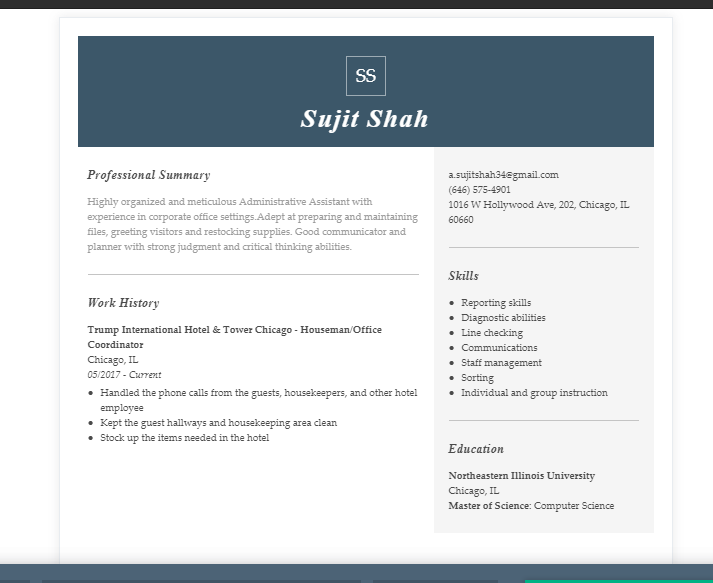 SS
Sujit Shah
Professional Summary
Highly organized and meticulous Administrative Assistant with
experience in corporate office settings.Adept at preparing and maintaining
files, greeting visitors and restocking supplies. Good communicator and
planner with strong judgment and critical thinking abilities.
Work History
Trump International Hotel & Tower Chicago - Houseman/Office
Coordinator
Chicago, IL
05/2017 - Current
• Handled the phone calls from the guests, housekeepers, and other hotel
employee
• Kept the guest hallways and housekeeping area clean
• Stock up the items needed in the hotel
a.sujitshah34@gmail.com
(646) 575-4901
1016 W Hollywood Ave, 202, Chicago, IL
60660
Skills
• Reporting skills
• Diagnostic abilities
• Line checking
• Communications
• Staff management
• Sorting
• Individual and group instruction
Education
Northeastern Illinois University
Chicago, IL
Master of Science: Computer Science